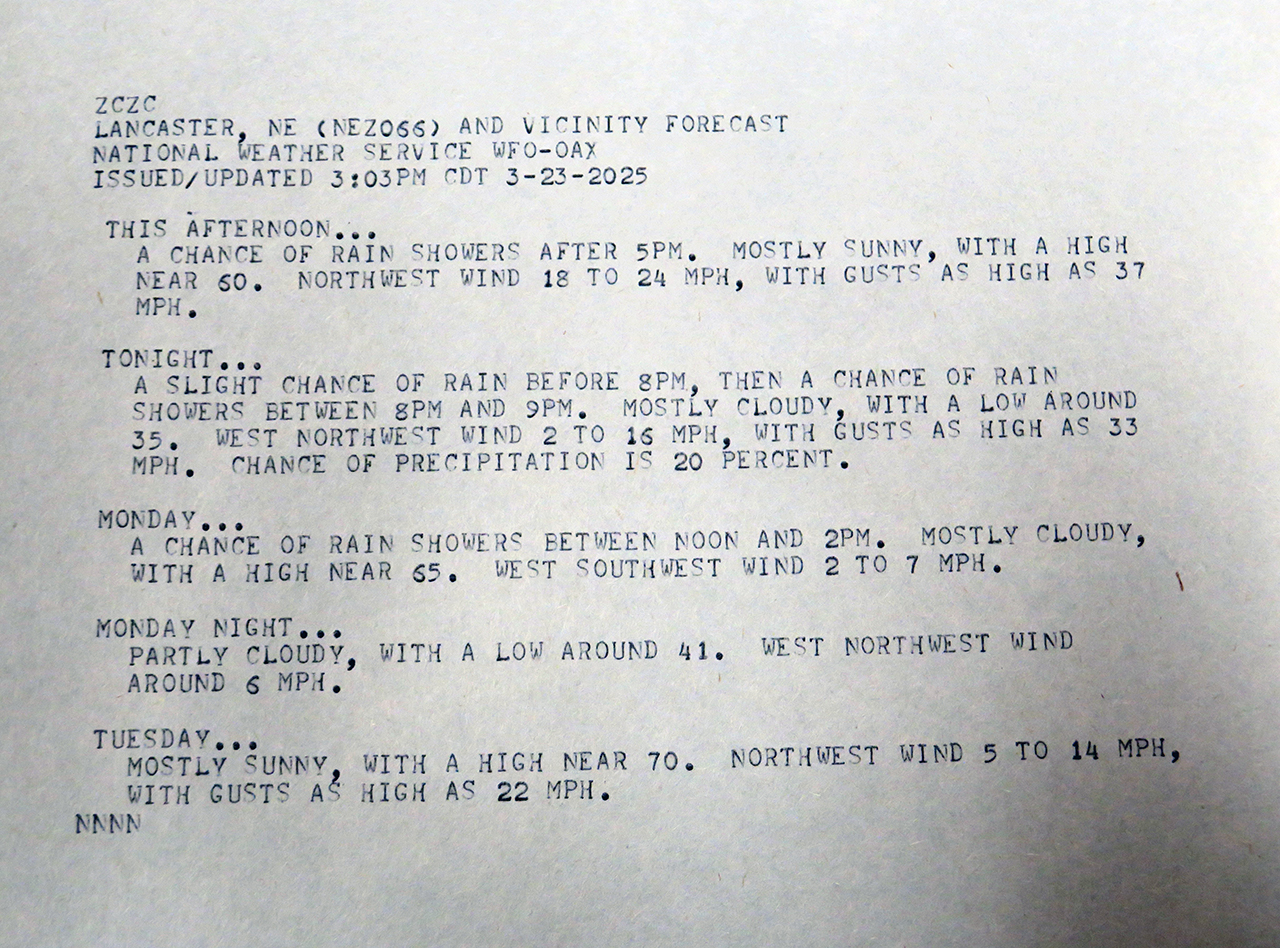 ZCZC
LANCASTER, NE (NEZ066) AND VICINITY FORECAST
NATIONAL WEATHER SERVICE WFO-OAX
ISSUED/UPDATED 3:03PM CDT 3-23-2025
THIS AFTERNOON...
A CHANCE OF RAIN SHOWERS AFTER 5PM.  MOSTLY SUNNY, WITH A HIGH
NEAR 60.  NORTHWEST WIND 18 TO 24 MPH, WITH GUSTS AS HIGH AS 37
MPH.
TONIGHT...
A SLIGHT CHANCE OF RAIN BEFORE 8PM, THEN A CHANCE OF RAIN
SHOWERS BETWEEN 8PM AND 9PM.  MOSTLY CLOUDY, WITH A LOW AROUND
35.  WEST NORTHWEST WIND 2 TO 16 MPH, WITH GUSTS AS HIGH AS 33
MPH.  CHANCE OF PRECIPITATION IS 20 PERCENT.
MONDAY...
A CHANCE OF RAIN SHOWERS BETWEEN NOON AND 2PM.  MOSTLY CLOUDY,
WITH A HIGH NEAR 65.  WEST SOUTHWEST WIND 2 TO 7 MPH.
MONDAY NIGHT...
PARTLY CLOUDY, WITH A LOW AROUND 41.  WEST NORTHWEST WIND
AROUND 6 MPH.
TUESDAY...
MOSTLY SUNNY, WITH A HIGH NEAR 70.  NORTHWEST WIND 5 TO 14 MPH,
WITH GUSTS AS HIGH AS 22 MPH.
NNNN